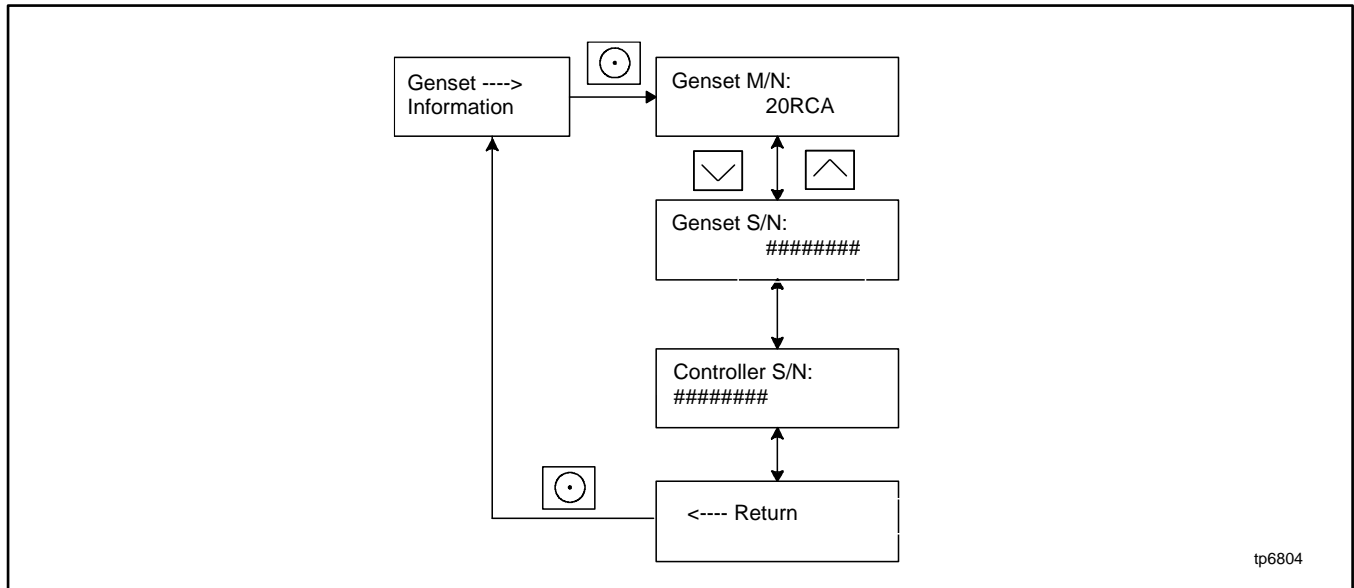 Genset ---->
Information
Genset M/N:
20RCA
Genset S/N:
########
Controller S/N:
########
<---- Return
tp6804